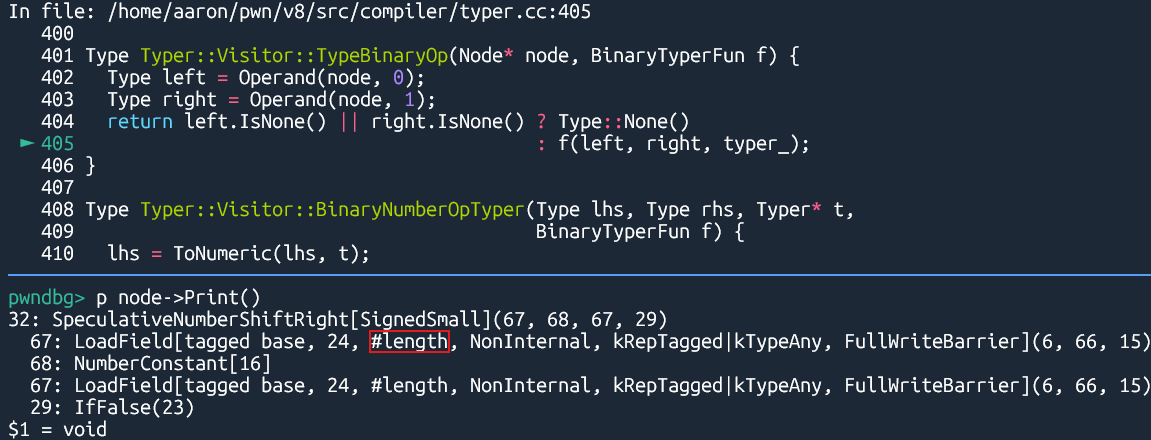 In file: /home/aaron/pwn/v8/src/compiler/typer.cc:405
400
401 Type Typer::Visitor::TypeBinaryOp(Node* node, BinaryTyperFun f) {
402   Type left = Operand(node, 0);
403   Type right = Operand(node, 1);
404   return left.IsNone() || right.IsNone() ? Type::None()
► 405                                          : f(left, right, typer_);
406 }
407
408 Type Typer::Visitor::BinaryNumberOpTyper(Type lhs, Type rhs, Typer* t,
409                                          BinaryTyperFun f) {
410   lhs = ToNumeric(lhs, t);
pwndbg> p node->Print()
32: SpeculativeNumberShiftRight[SignedSmall](67, 68, 67, 29)
  67: LoadField[tagged base, 24, #length, NonInternal, kRepTagged|kTypeAny, FullWriteBarrier](6, 66, 15)
  68: NumberConstant[16]
  67: LoadField[tagged base, 24, #length, NonInternal, kRepTagged|kTypeAny, FullWriteBarrier](6, 66, 15)
  29: IfFalse(23)
$1 = void